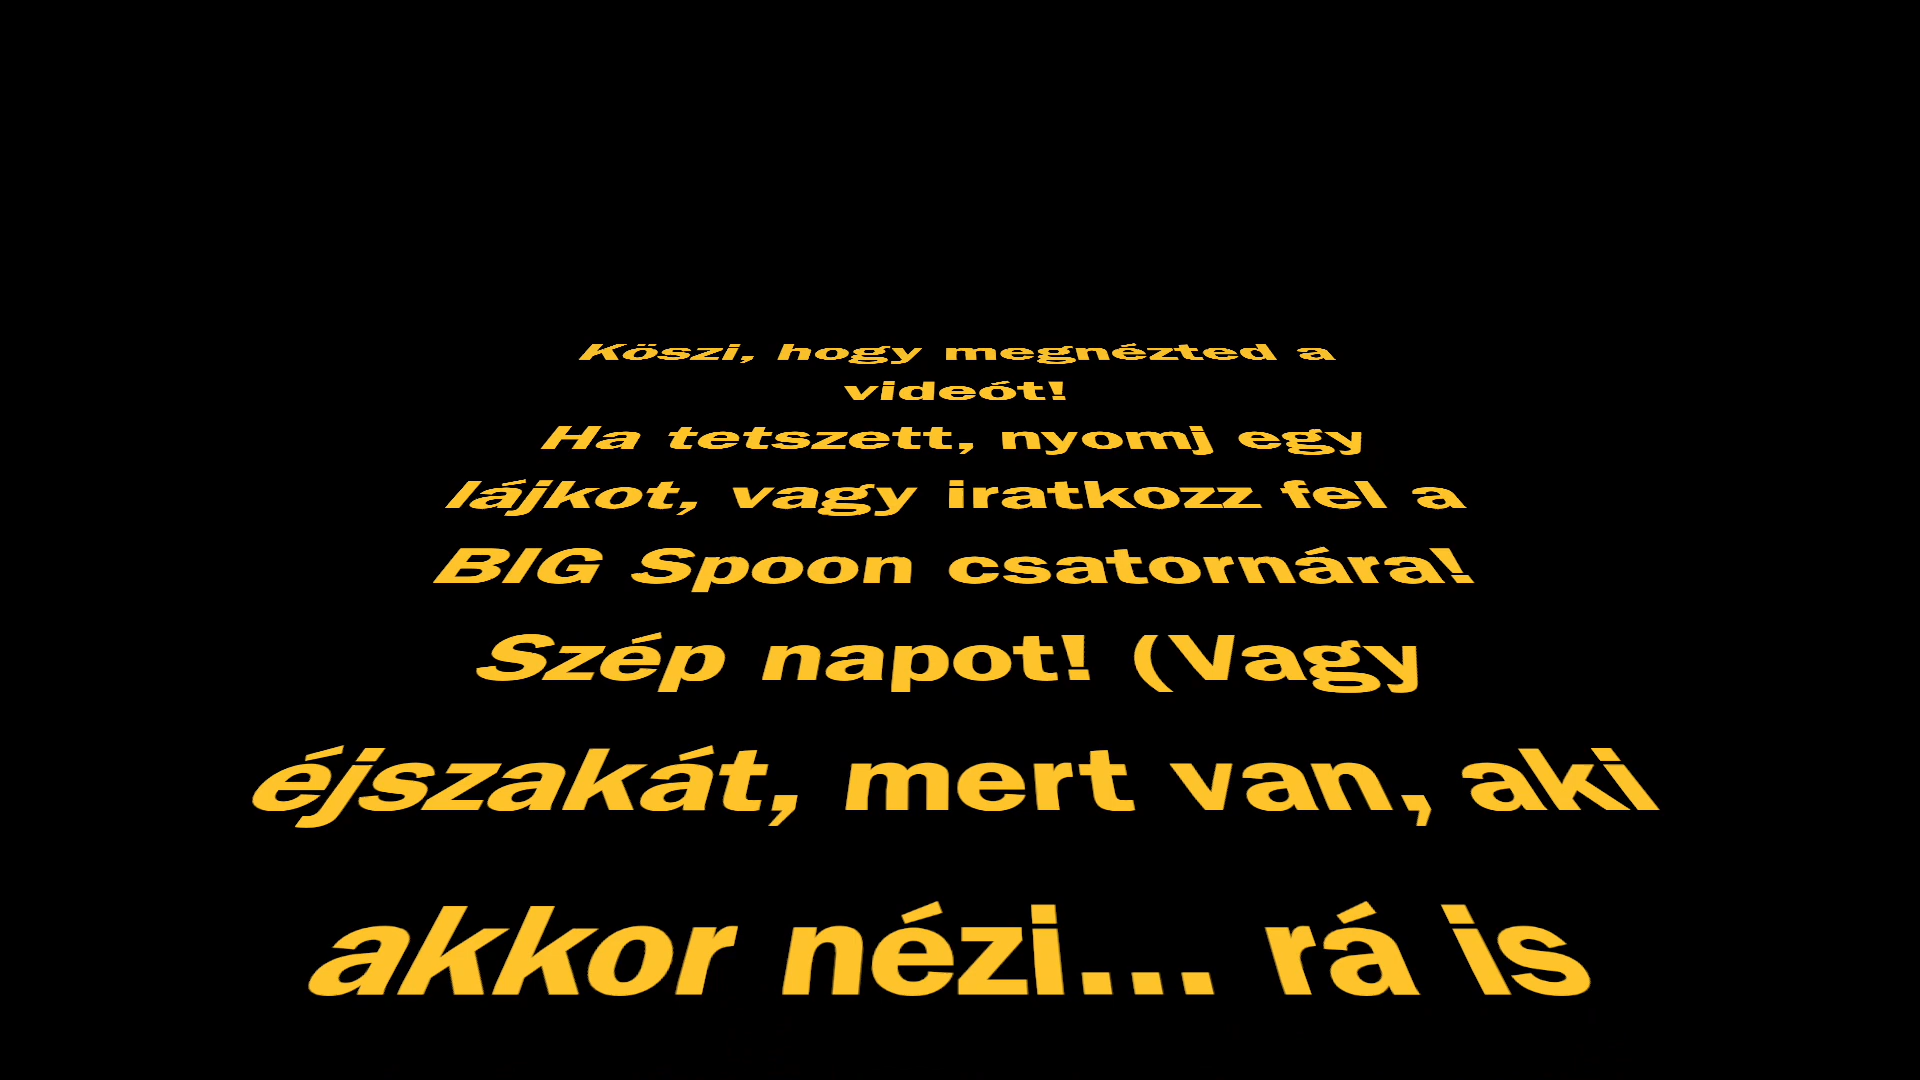 Köszi, hogy megnézted a
videót!
Ha tetszett, nyomj egy
lájkot, vagy iratkozz fel a
BIG Spoon csatornára!
Szép napot! (Vagy
éjszakát, mert van, aki
akkor nézi... rá is